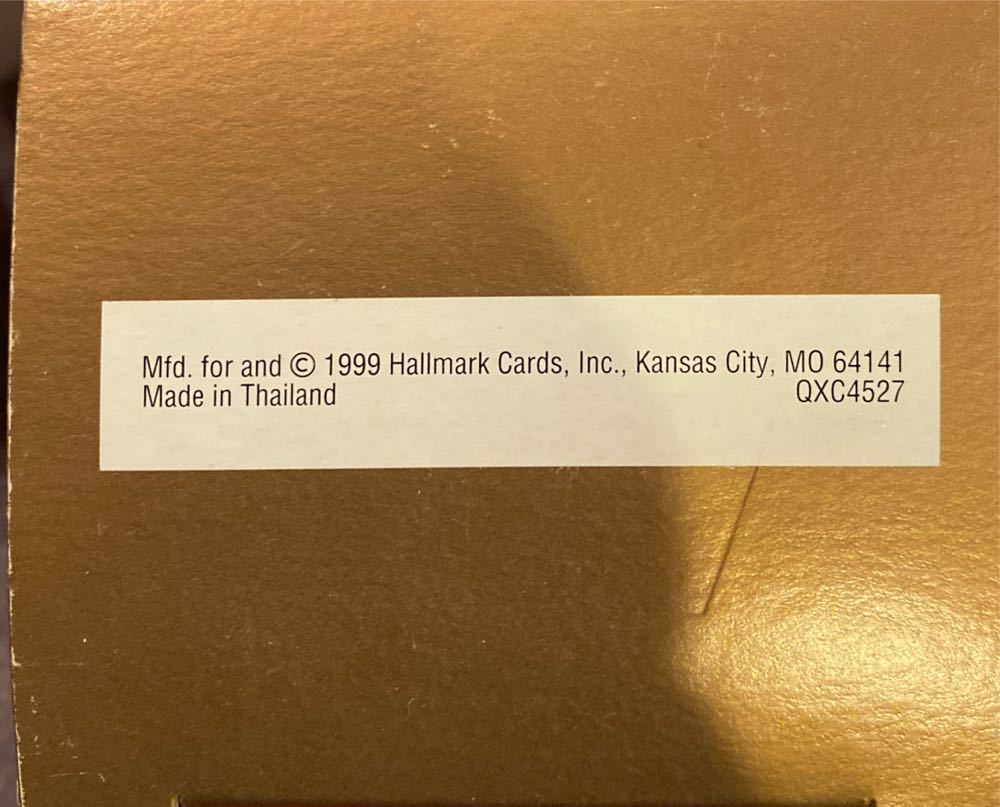 Mfd. for and © 1999 Hallmark Cards, Inc., Kansas City, MO 64141
Made in Thailand QXC4527